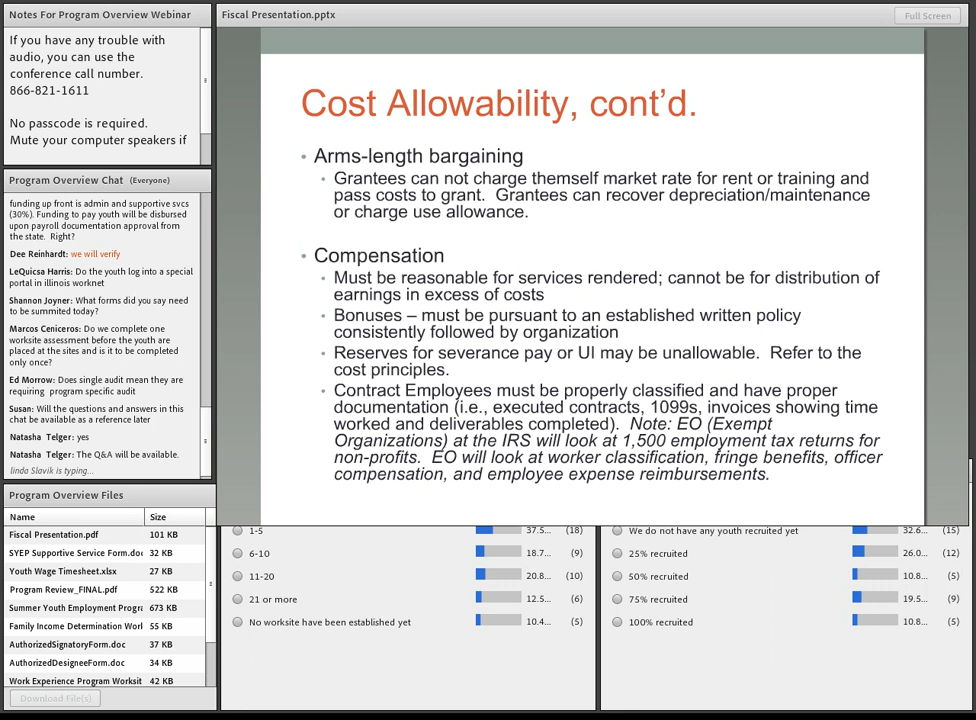 Notes For Program Overview Webinar
If you have any trouble with
audio, you can use the
conference call number.
866-821-1611
No passcode is required.
Mute your computer speakers if
Program Overview Chat (Everyone)
funding up front is admin and supportive svcs
(30%). Funding to pay youth will be disbursed
upon payroll documentation approval from
the state. Right?
Dee Reinhardt: we will verify
LeQuicsa Harris: Do the youth log into a special
portal in illinois worknet
Shannon Joyner: What forms did you say need
to be summited today?
Marcos Ceniceros: Do we complete one
worksite assessment before the youth are
placed at the sites and is it to be completed
only once?
Ed Morrow: Does single audit mean they are
requiring program specific audit
Susan: Will the questions and answers in this
chat be available as a reference later
Natasha Telger: yes
Natasha Telger: The Q&A will be available.
linda Slavik is typing...
Program Overview Files
Name Size
Fiscal Presentation.pdf 101 KB
SYEP Supportive Service Form.doc 32 KB
Youth Wage Timesheet.xlsx 27 KB
Program Review_FINAL.pdf 522 KB
Summer Youth Employment Progra 673 KB
Family Income Determination Worl 55 KB
AuthorizedSignatoryForm.doc 37 KB
AuthorizedDesigneeForm.doc 34 KB
Work Experience Program Worksit 42 KB
Download File(s)
Fiscal Presentation.pptx
Full Screen
Cost Allowability, cont’d.
• Arms-length bargaining
• Grantees can not charge themself market rate for rent or training and
pass costs to grant. Grantees can recover depreciation/maintenance
or charge use allowance.
• Compensation
• Must be reasonable for services rendered; cannot be for distribution of
earnings in excess of costs
• Bonuses – must be pursuant to an established written policy
consistently followed by organization
• Reserves for severance pay or UI may be unallowable. Refer to the
cost principles.
• Contract Employees must be properly classified and have proper
documentation (i.e., executed contracts, 1099s, invoices showing time
worked and deliverables completed). Note: EO (Exempt
Organizations) at the IRS will look at 1,500 employment tax returns for
non-profits. EO will look at worker classification, fringe benefits, officer
compensation, and employee expense reimbursements.
1-5 37.5... (18)
6-10 18.7... (9)
11-20 20.8... (10)
21 or more 12.5... (6)
No worksite have been established yet 10.4... (5)
We do not have any youth recruited yet 32.6... (15)
25% recruited 26.0... (12)
50% recruited 10.8... (5)
75% recruited 19.5... (9)
100% recruited 10.8... (5)